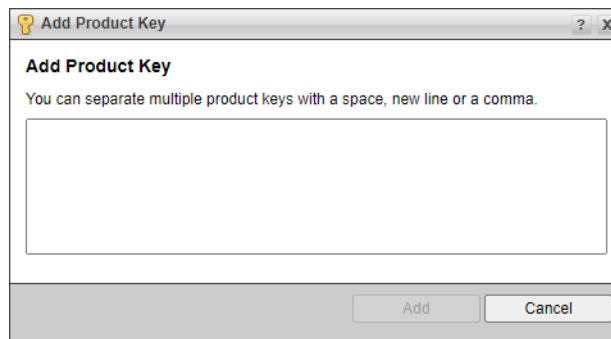 Add Product Key
? X
Add Product Key
You can separate multiple product keys with a space, new line or a comma.
Add Cancel